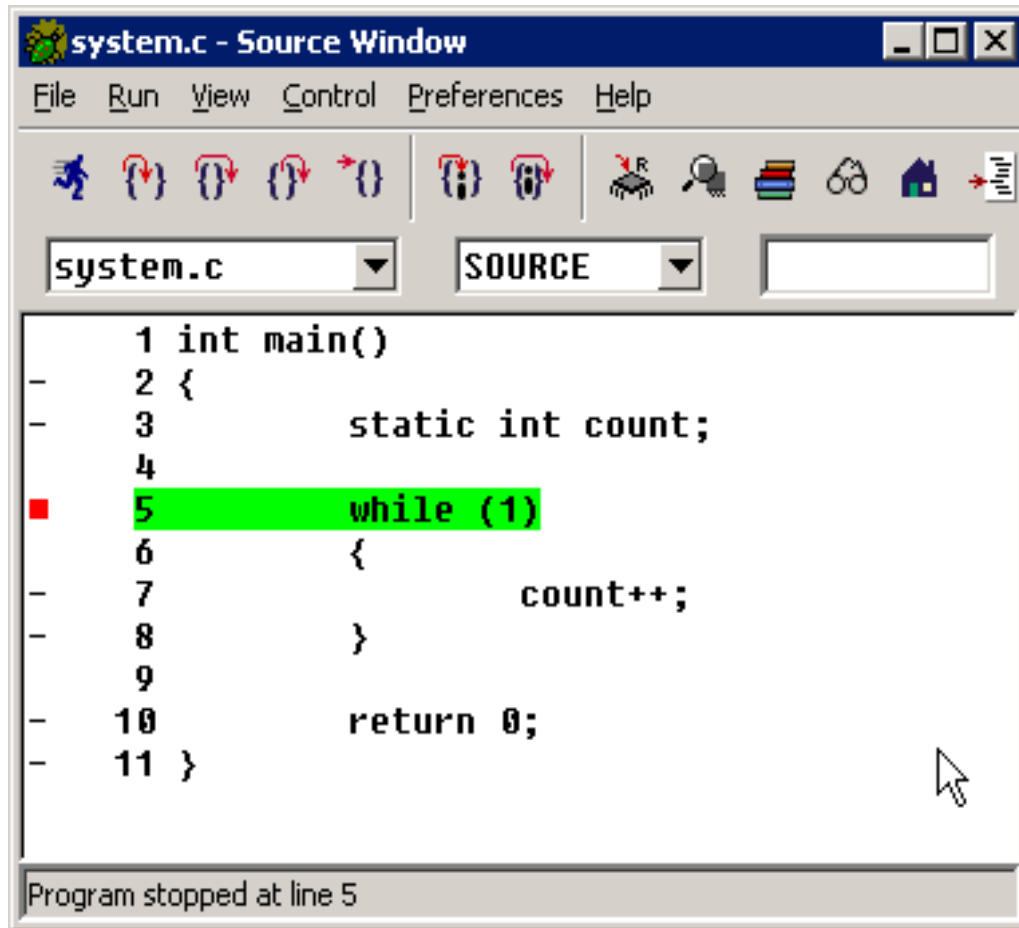 system.c - Source Window
File Run View Control Preferences Help
R
system.c SOURCE
1 int main()
- 2 {
- 3 static int count;
4
5 while (1)
6 {
- 7 count++;
- 8 }
9
- 10 return 0;
- 11 }
Program stopped at line 5